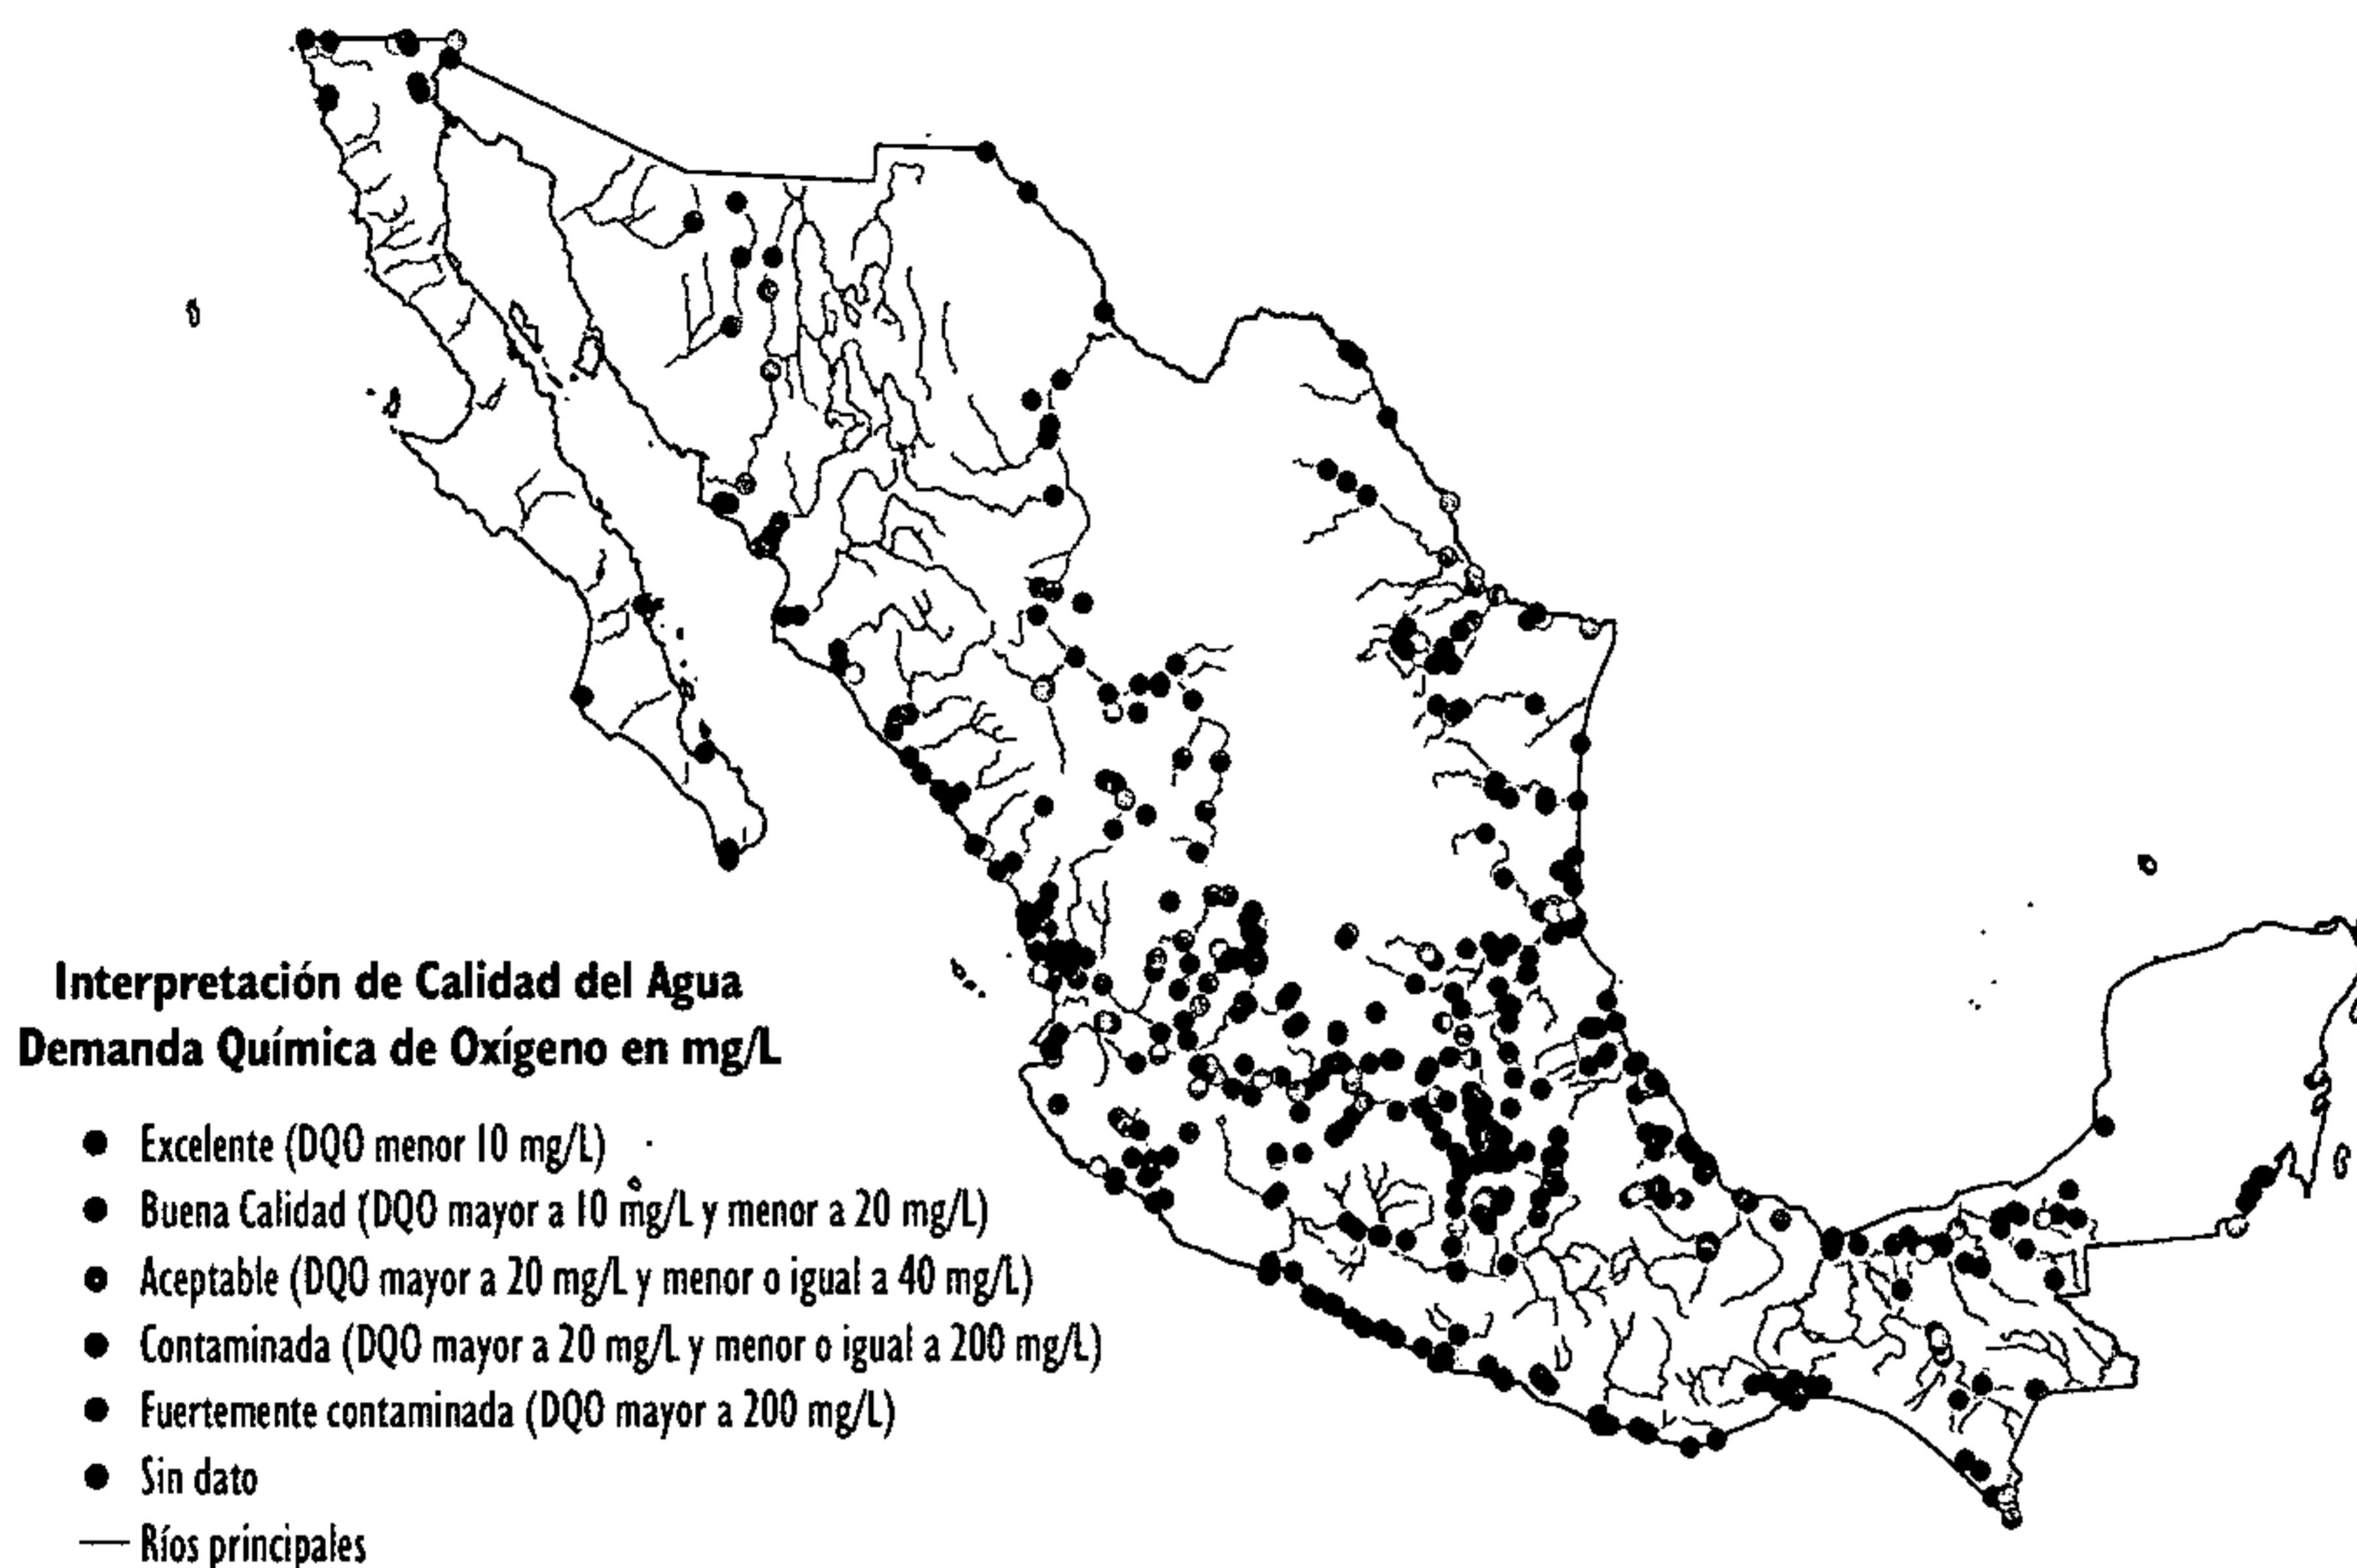 Interpretación de Calidad del Agua
Demanda Química de Oxígeno en mg/L
Excelente (DQO menor 10 mg/L)
Buena Calidad (DQO mayor a 10 mg/L y menor a 20 mg/L)
Aceptable (DQO mayor a 20 mg/L y menor o igual a 40 mg/L)
Contaminada (DQO mayor a 20 mg/L y menor o igual a 200 mg/L)
Fuertemente contaminada (DQO mayor a 200 mg/L)
Sin dato
Ríos principales